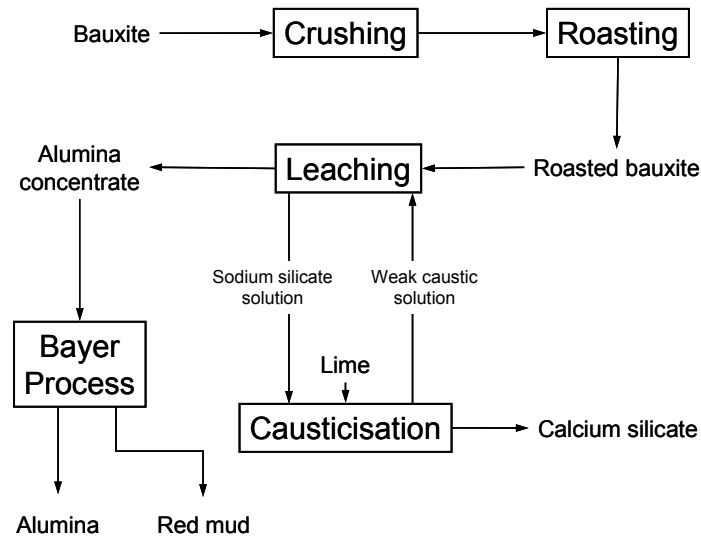 Bauxite
Crushing
Roasting
Alumina
concentrate
Leaching
Roasted bauxite
Sodium silicate
solution
Weak caustic
solution
Bayer
Process
Lime
Causticisation
Calcium silicate
Alumina
Red mud